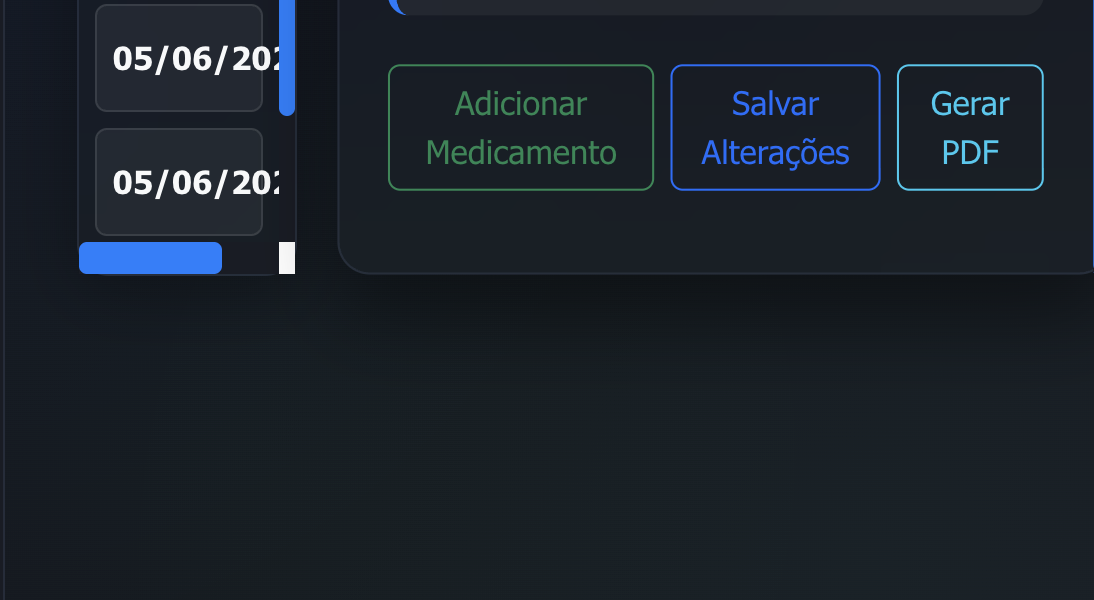 05/06/202
05/06/202
Adicionar
Medicamento
Salvar
Alterações
Gerar
PDF